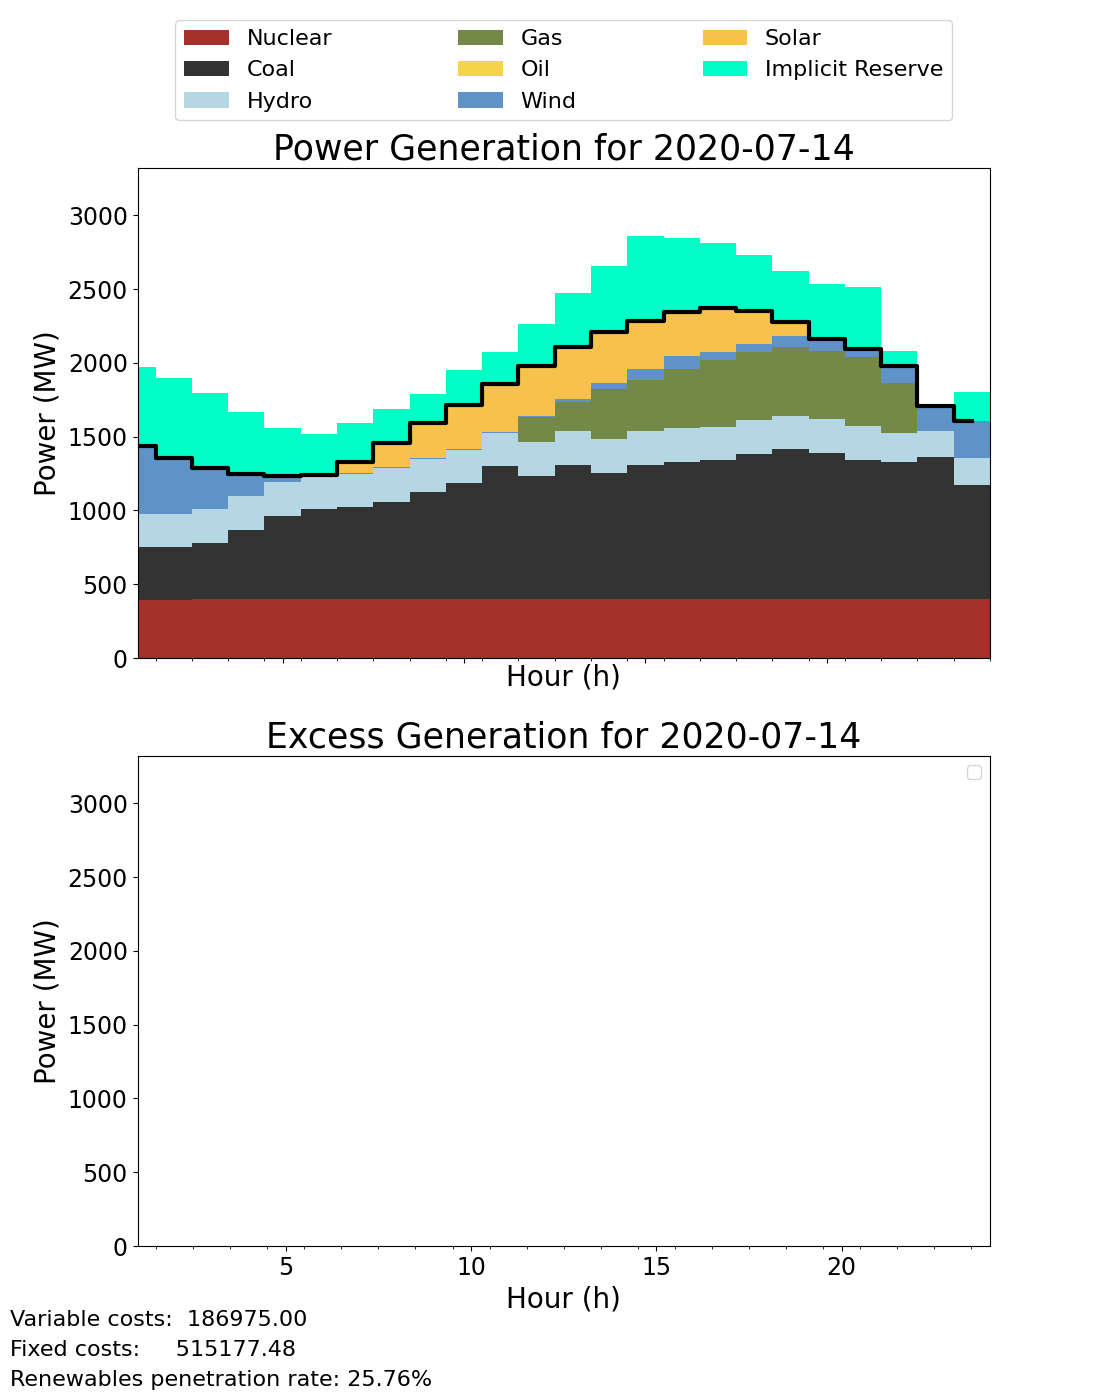 Nuclear
Coal
Hydro
Gas
Oil
Wind
Solar
Implicit Reserve
Power Generation for 2020-07-14
3000
2500
2000
1500
1000
500
0
Power (MW)
Hour (h)
Excess Generation for 2020-07-14
3000
2500
2000
1500
1000
500
0
Power (MW)
5 10 15 20
Hour (h)
Variable costs: 186975.00
Fixed costs: 515177.48
Renewables penetration rate: 25.76%